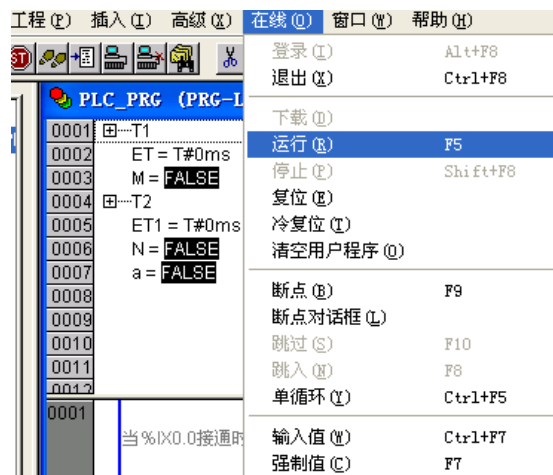 工程(P) 插入(I) 高级(X) 在线(O) 窗口(W) 帮助(H)
ST
PLC_PRG (PRG-L
0001 T1
0002 ET = T#0ms
0003 M = FALSE
0004 T2
0005 ET1 = T#0ms
0006 N = FALSE
0007 a = FALSE
0008
0009
0010
0011
0012
0001
当%IX0.0接通时
登录(I) Alt+F8
退出(X) Ctrl+F8
下载(D)
运行(R) F5
停止(P) Shift+F8
复位(E)
冷复位(T)
清空用户程序(O)
断点(B) F9
断点对话框(L)
跳过(S) F10
跳入(N) F8
单循环(Y) Ctrl+F5
输入值(W) Ctrl+F7
强制值(C) F7